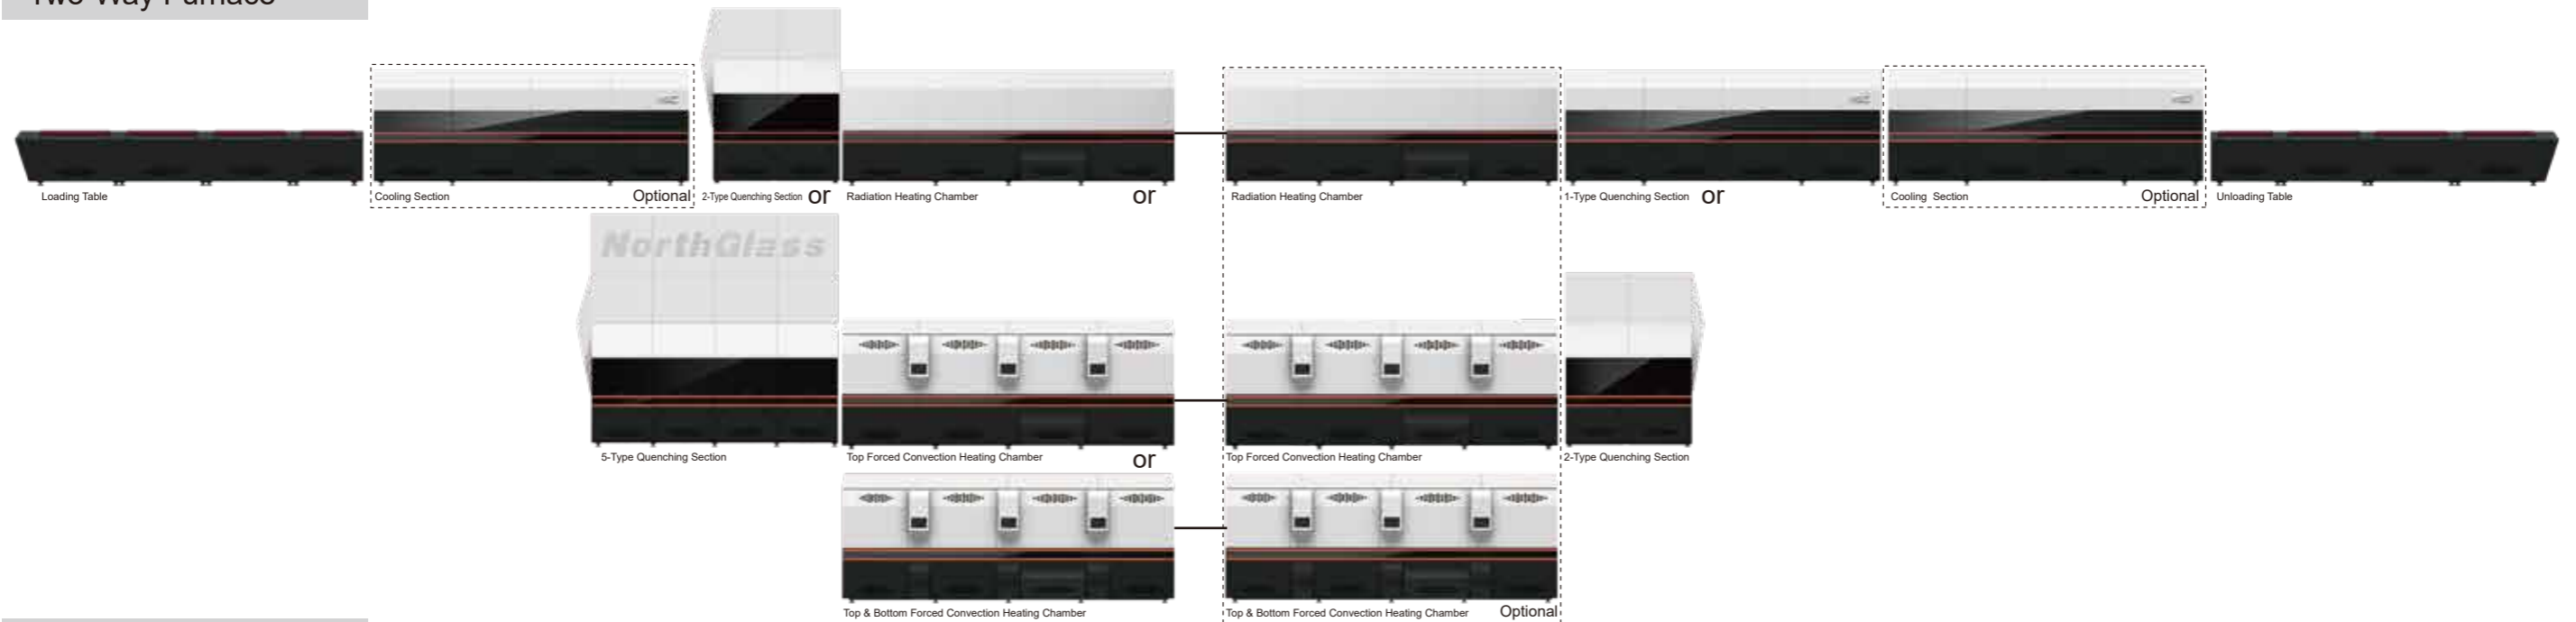 Two-Way Furnace
Loading Table
Cooling Section
Optional
2-Type Quenching Section or
Radiation Heating Chamber
or
Radiation Heating Chamber
1-Type Quenching Section or
Cooling Section
Optional
Unloading Table
NorthGlass
5-Type Quenching Section
Top Forced Convection Heating Chamber
or
Top Forced Convection Heating Chamber
2-Type Quenching Section
Top & Bottom Forced Convection Heating Chamber
Top & Bottom Forced Convection Heating Chamber
Optional